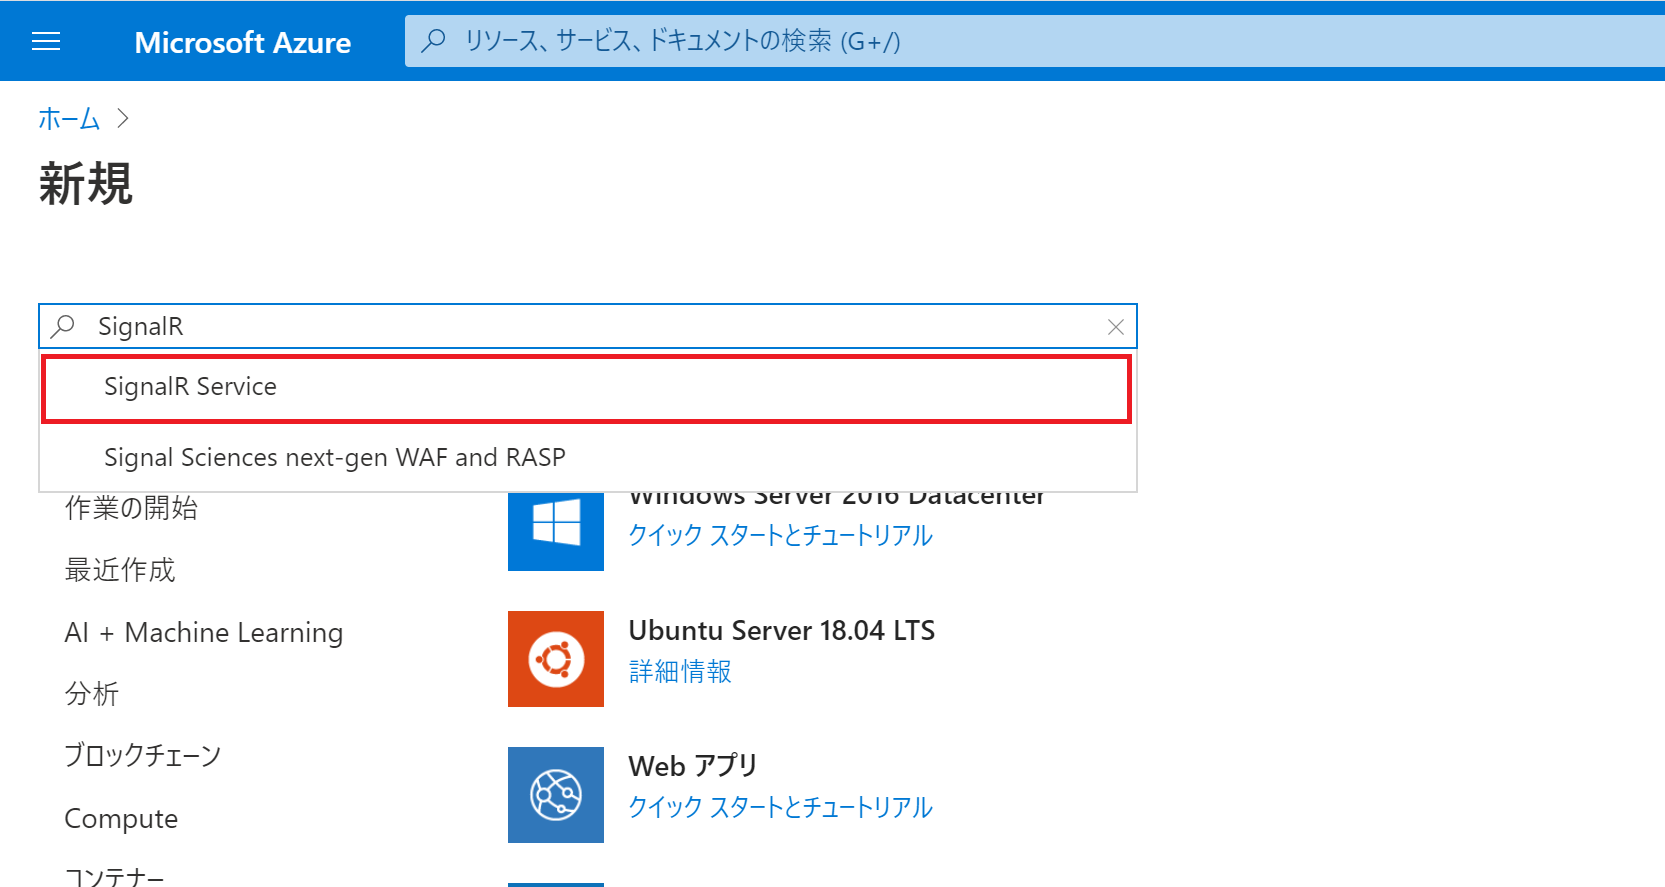 Microsoft Azure
リソース、サービス、ドキュメントの検索 (G+/)
ホーム
新規
SignalR
SignalR Service
Signal Sciences next-gen WAF and RASP
作業の開始
最近作成
AI + Machine Learning
分析
ブロックチェーン
Compute
コンテナー
Windows Server 2016 Datacenter
クイック スタートとチュートリアル
Ubuntu Server 18.04 LTS
詳細情報
Web アプリ
クイック スタートとチュートリアル